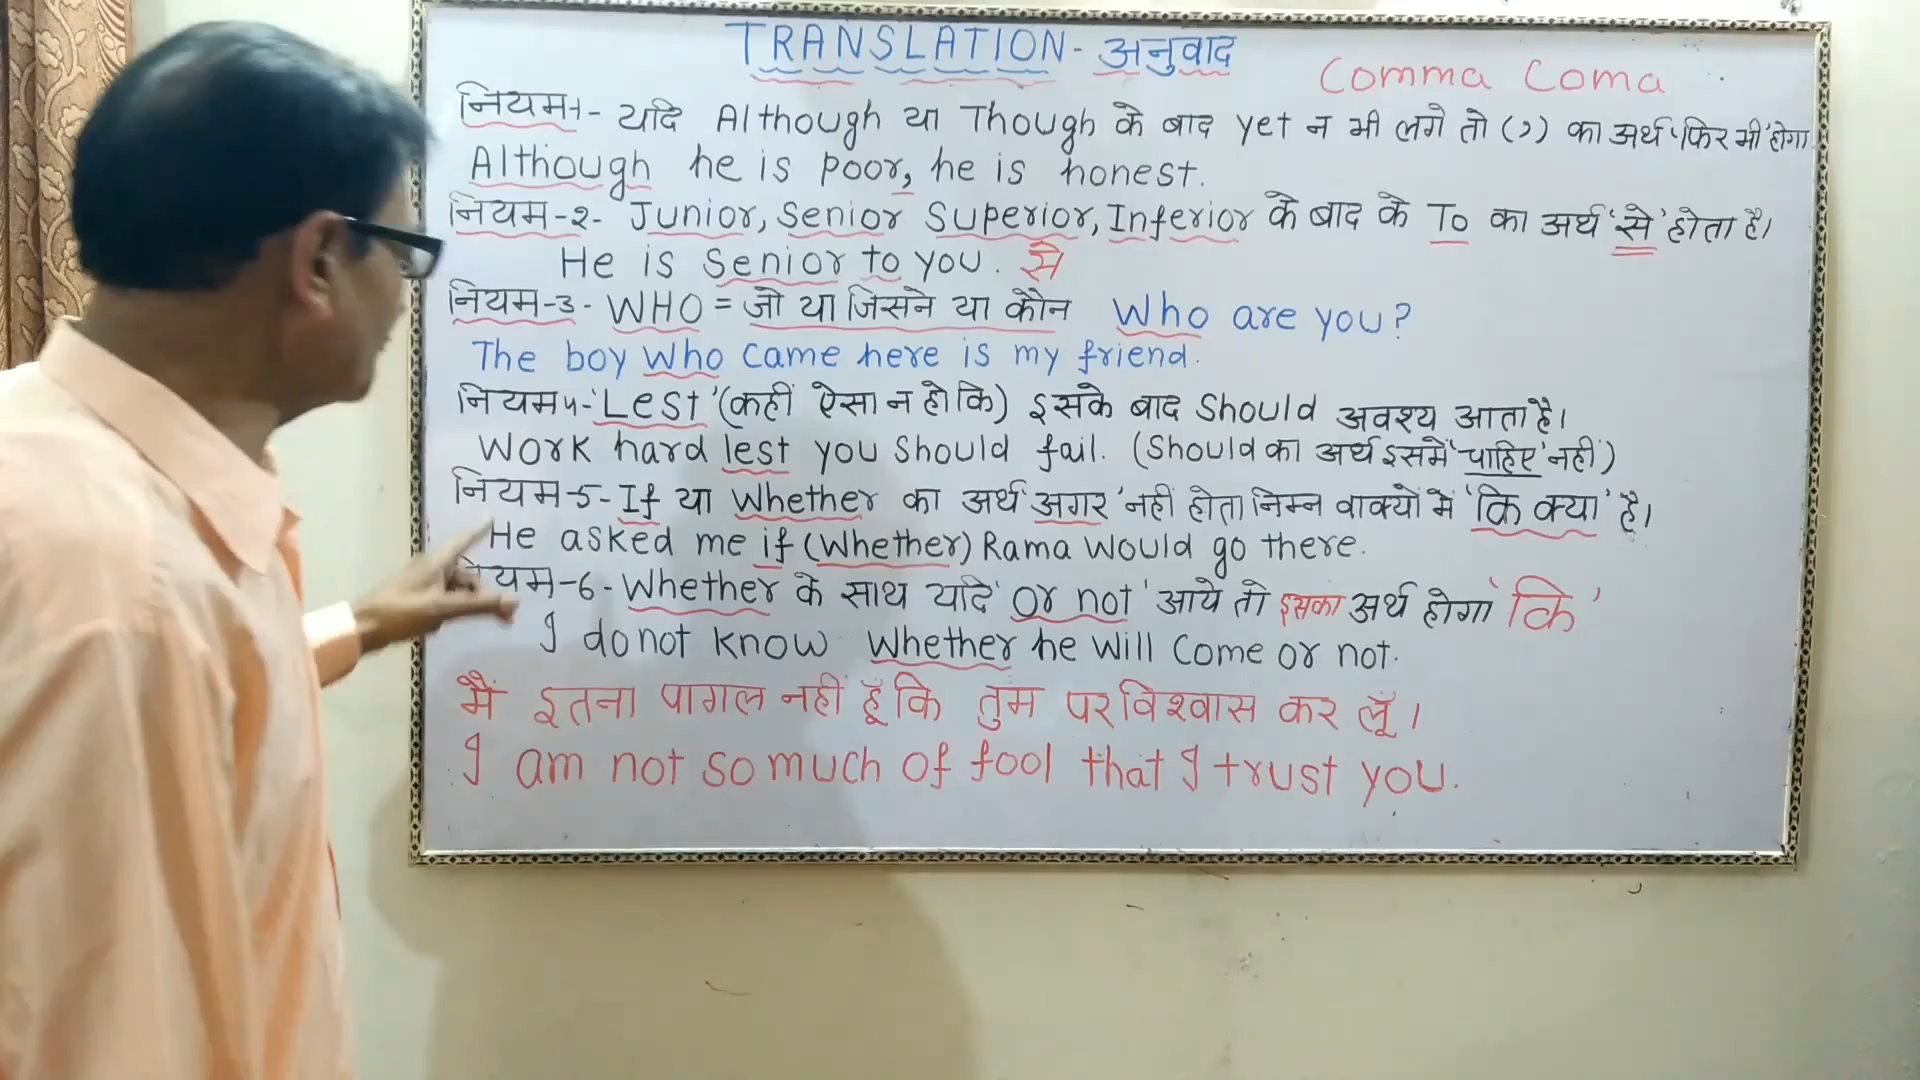 TRANSLATION - अनुवाद
Comma Coma
नियम1- यदि Although या Though के बाद yet न भी लगे तो (,) का अर्थ 'फिर भी' होगा
Although he is poor, he is honest.
नियम-2- Junior, Senior Superior, Inferior के बाद के To का अर्थ 'से' होता है।
He is Senior to you. से
नियम-3- WHO = जो या जिसने या कौन Who are you?
The boy who came here is my friend.
नियम4-'Lest' (कहीं ऐसा न हो कि) इसके बाद Should अवश्य आता है।
Work hard lest you should fail. (Should का अर्थ इसमें 'चाहिए' नहीं)
नियम-5- If या Whether का अर्थ 'अगर' नहीं होता निम्न वाक्यों में 'कि क्या' है।
He asked me if (Whether) Rama would go there.
यम-6- Whether के साथ यदि 'or not' आये तो इसका अर्थ होगा 'कि'
I do not know whether he will come or not.
मैं इतना पागल नहीं हूँ कि तुम पर विश्वास कर लूँ।
I am not so much of fool that I trust you.